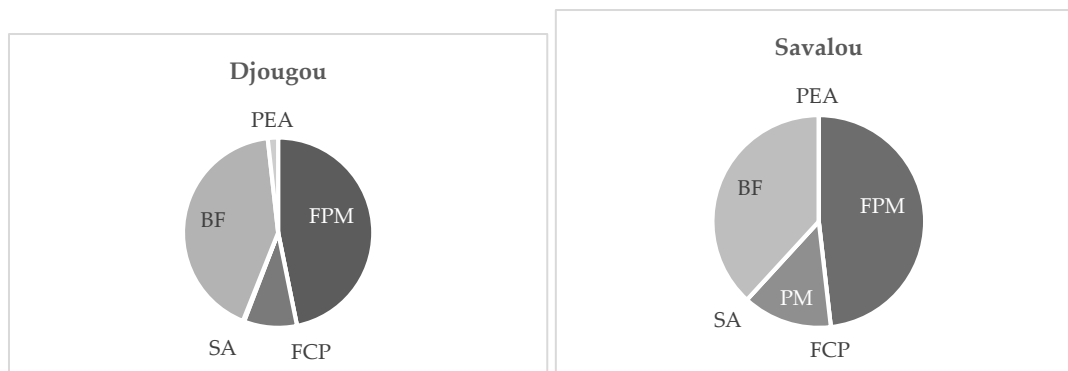 Djougou
PEA
BF
FPM
SA
FCP
Savalou
PEA
BF
FPM
PM
SA
FCP